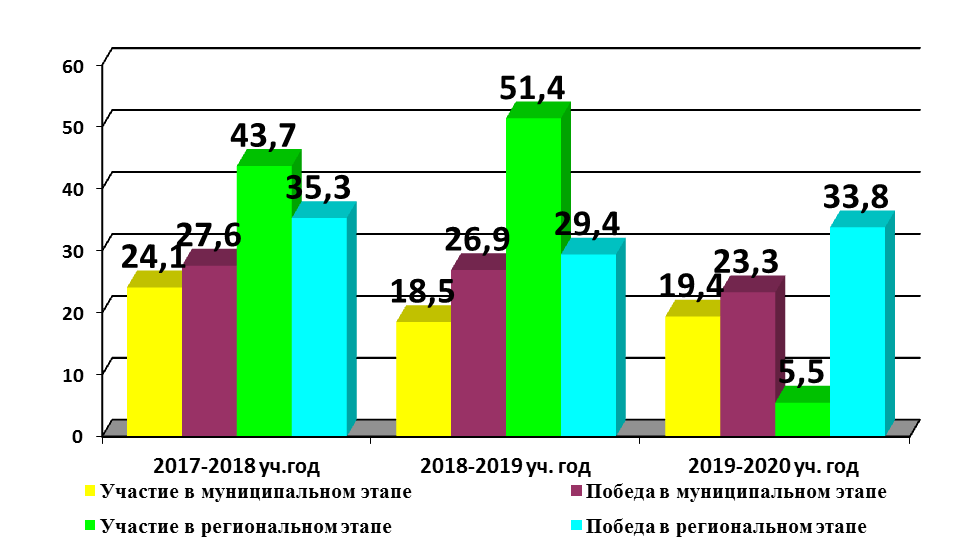 60
50
40
30
20
10
0
24,1
27,6
43,7
35,3
18,5
26,9
51,4
29,4
19,4
23,3
5,5
33,8
2017-2018 уч.год
2018-2019 уч. год
2019-2020 уч. год
Участие в муниципальном этапе
Победа в муниципальном этапе
Участие в региональном этапе
Победа в региональном этапе